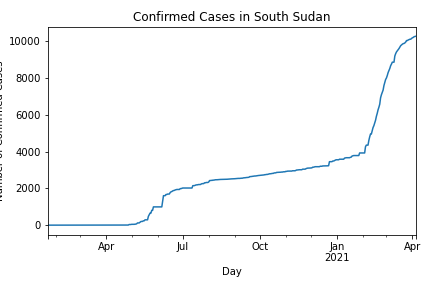 Confirmed Cases in South Sudan
Number of Confirmed Cases
10000
8000
6000
4000
2000
0
Apr
Jul
Oct
Jan
2021
Apr
Day